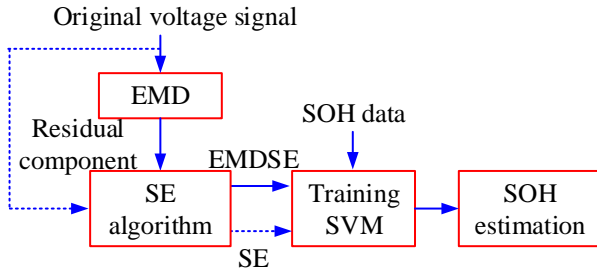 Original voltage signal
EMD
Residual
component
SOH data
EMDSE
SE
algorithm
Training
SVM
SOH
estimation
SE